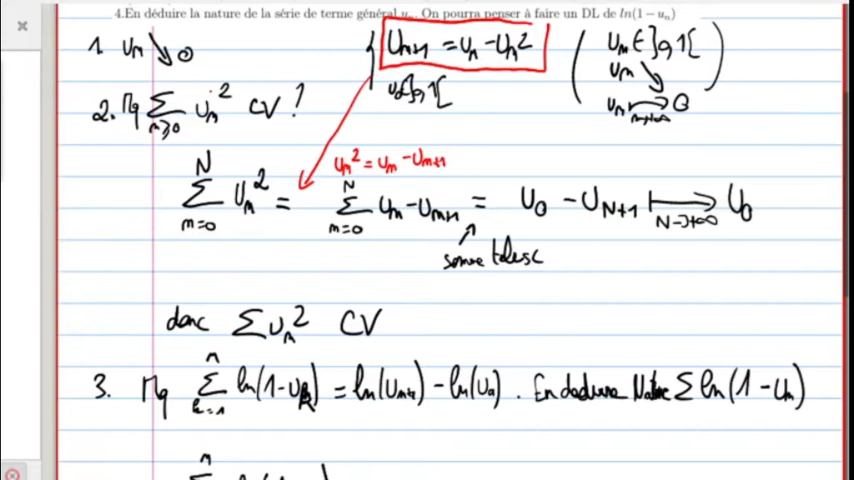 4.En déduire la nature de la série de terme général uₙ. On pourra penser à faire un DL de ln(1 − uₙ)
1. uₙ ↘ 0 { Uₙ₊₁ = uₙ − uₙ² ( uₙ ∈ ]0,1[ )
u₀ ∈ ]0,1[ uₙ ↘
2. Mq ∑ n≥0 uₙ² CV ? uₙ ⟼ 0 n→+∞
uₙ² = uₙ − uₙ₊₁
N ∑ n=0 Uₙ² = N ∑ n=0 uₙ − uₙ₊₁ = U₀ − U_{N+1} ⟼ N→+∞ U₀
somme télesc
donc ∑ uₙ² CV
3. Mq n ∑ k=1 ln(1−uₖ) = ln(uₙ₊₁) − ln(u₀). En deduire Nature ∑ ln(1 − uₙ)
n